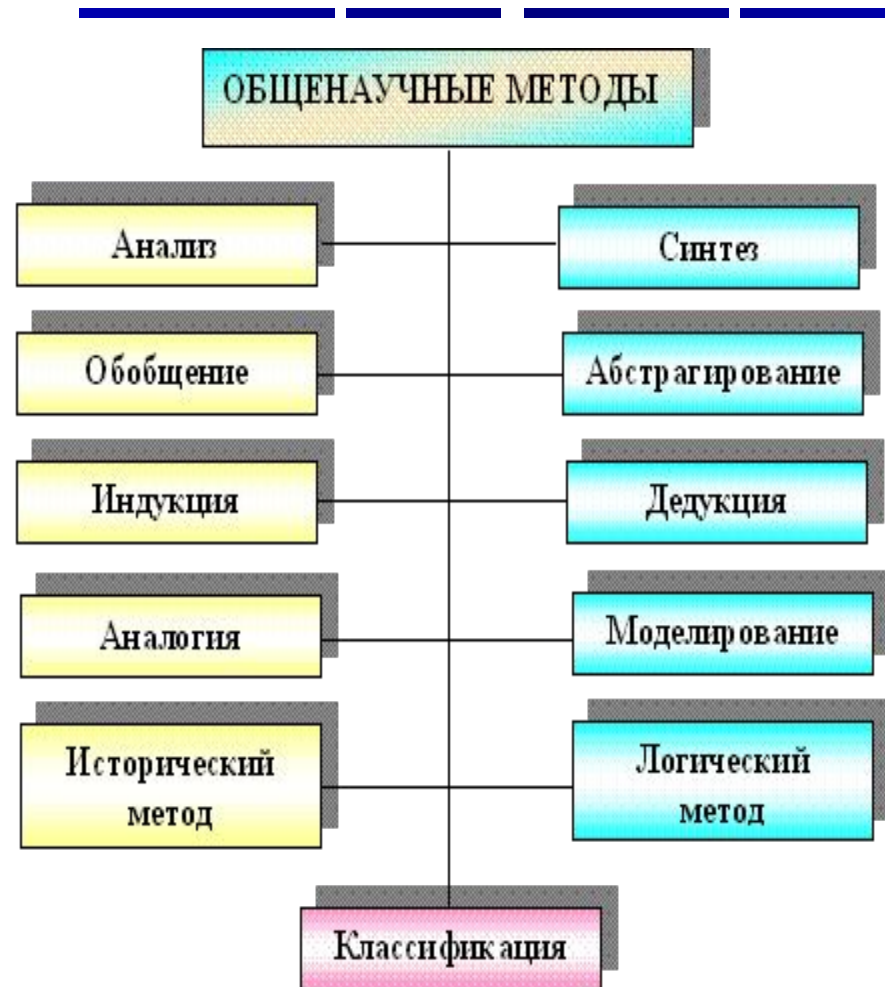 ОБЩЕНАУЧНЫЕ МЕТОДЫ
Анализ
Синтез
Обобщение
Абстрагирование
Индукция
Дедукция
Аналогия
Моделирование
Исторический
метод
Логический
метод
Классификация